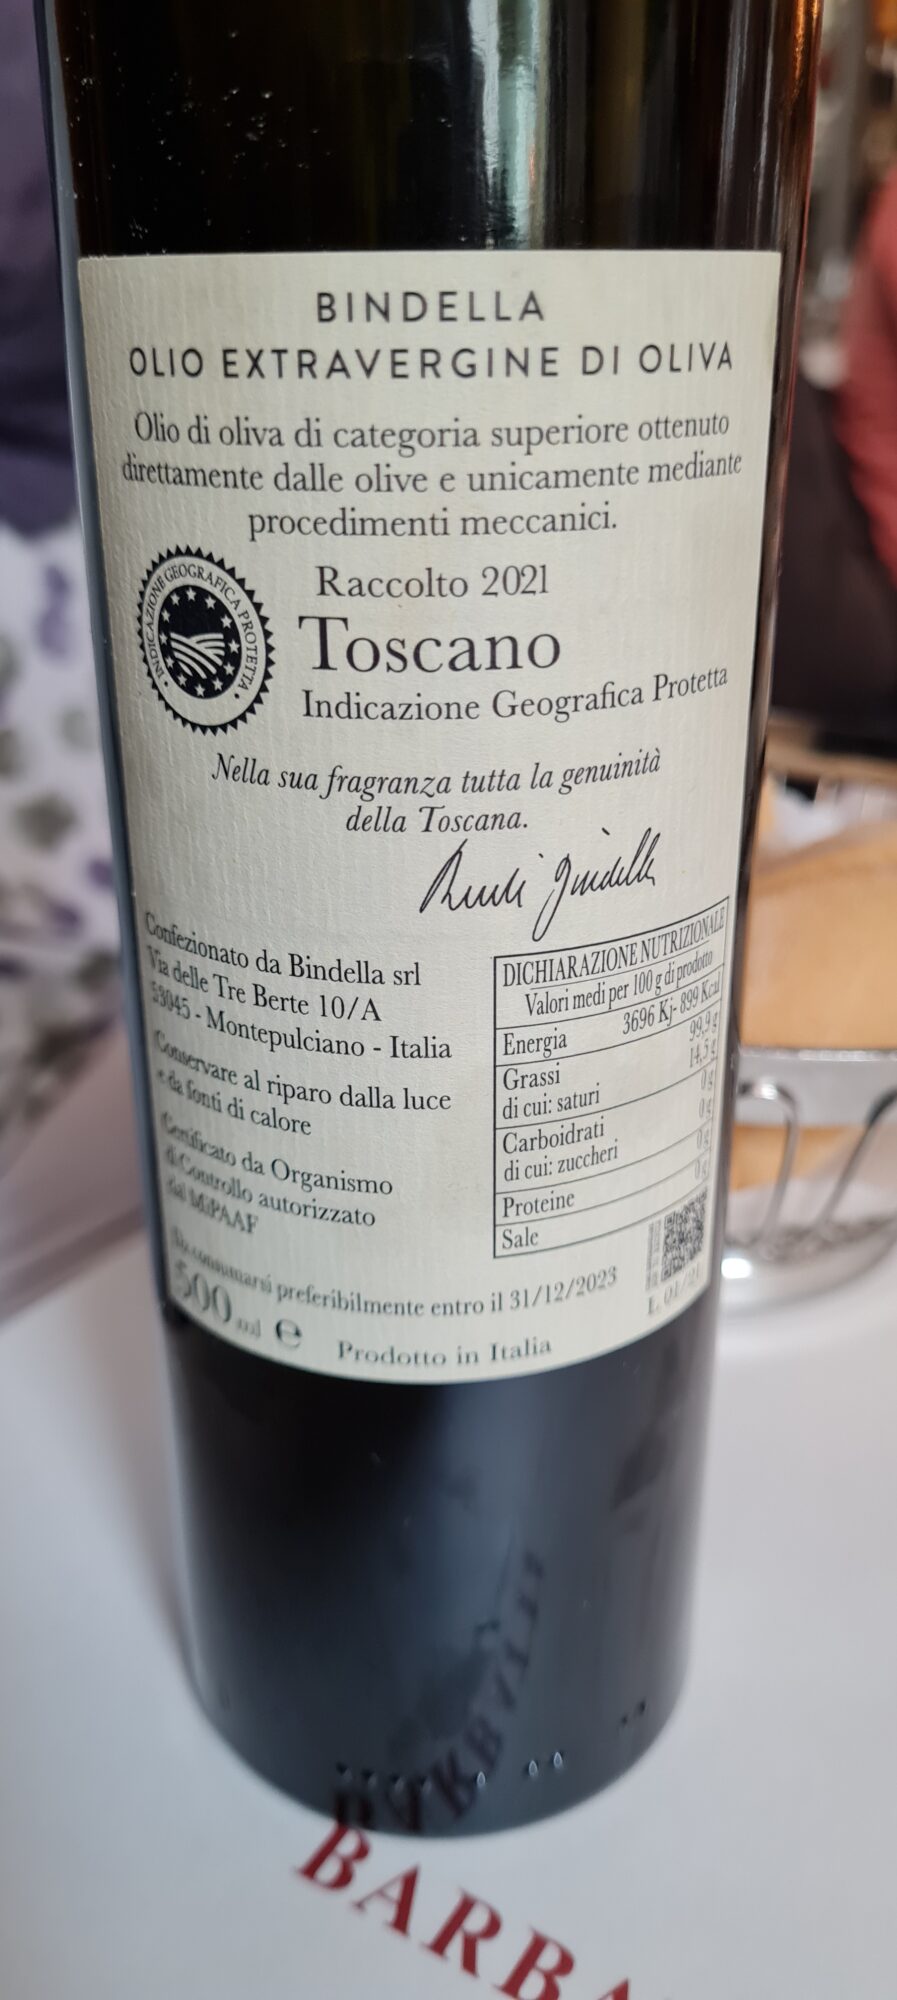 BINDELLA
OLIO EXTRAVERGINE DI OLIVA
Olio di oliva di categoria superiore ottenuto
direttamente dalle olive e unicamente mediante
procedimenti meccanici.
INDICAZIONE GEOGRAFICA PROTETTA
Raccolto 2021
Toscano
Indicazione Geografica Protetta
Nella sua fragranza tutta la genuinità
della Toscana.
Confezionato da Bindella srl
Via delle Tre Berte 10/A
53045 - Montepulciano - Italia
Conservare al riparo dalla luce
e da fonti di calore
Certificato da Organismo
di Controllo autorizzato
dal MiPAAF
DICHIARAZIONE NUTRIZIONALE
Valori medi per 100 g di prodotto
Energia 3696 Kj- 899 Kcal
Grassi 99,9 g
di cui: saturi 14,5 g
Carboidrati 0 g
di cui: zuccheri 0 g
Proteine 0 g
Sale 0 g
Da consumarsi preferibilmente entro il 31/12/2023
500 ml e
Prodotto in Italia
L. 01/21
BARBA